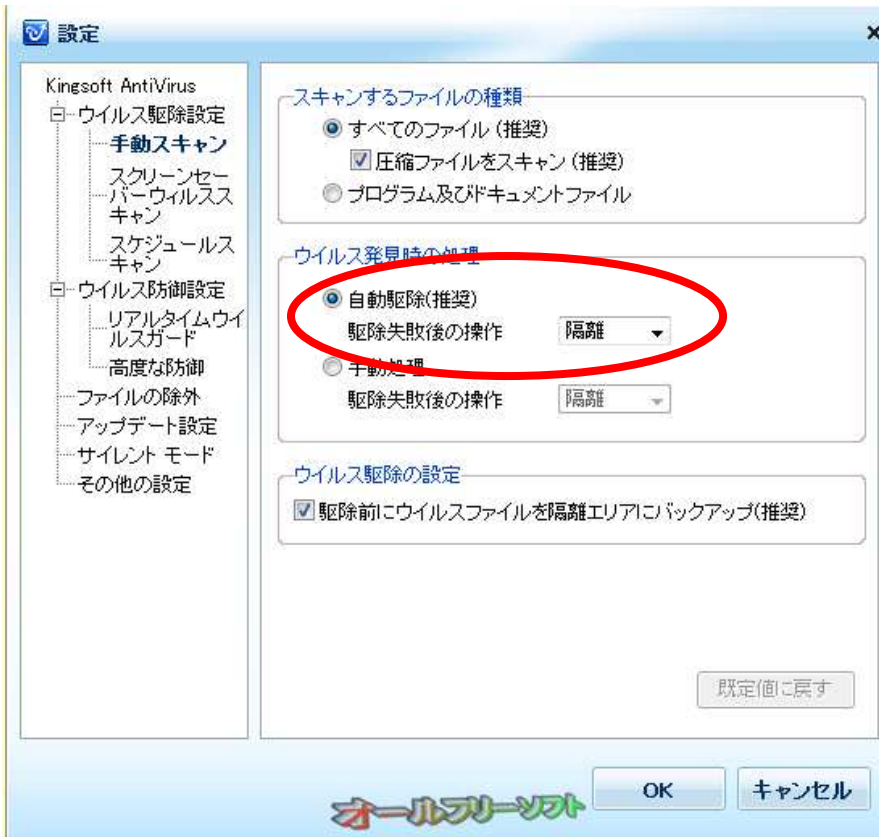 設定
Kingsoft AntiVirus
ウイルス駆除設定
手動スキャン
スクリーンセー
バーウィルスス
キャン
スケジュールス
キャン
ウイルス防御設定
リアルタイムウイ
ルスガード
高度な防御
ファイルの除外
アップデート設定
サイレント モード
その他の設定
スキャンするファイルの種類
すべてのファイル (推奨)
圧縮ファイルをスキャン (推奨)
プログラム及びドキュメントファイル
ウイルス発見時の処理
自動駆除(推奨)
駆除失敗後の操作 隔離
手動処理
駆除失敗後の操作 隔離
ウイルス駆除の設定
駆除前にウイルスファイルを隔離エリアにバックアップ(推奨)
既定値に戻す
オールフリーソフト
OK キャンセル